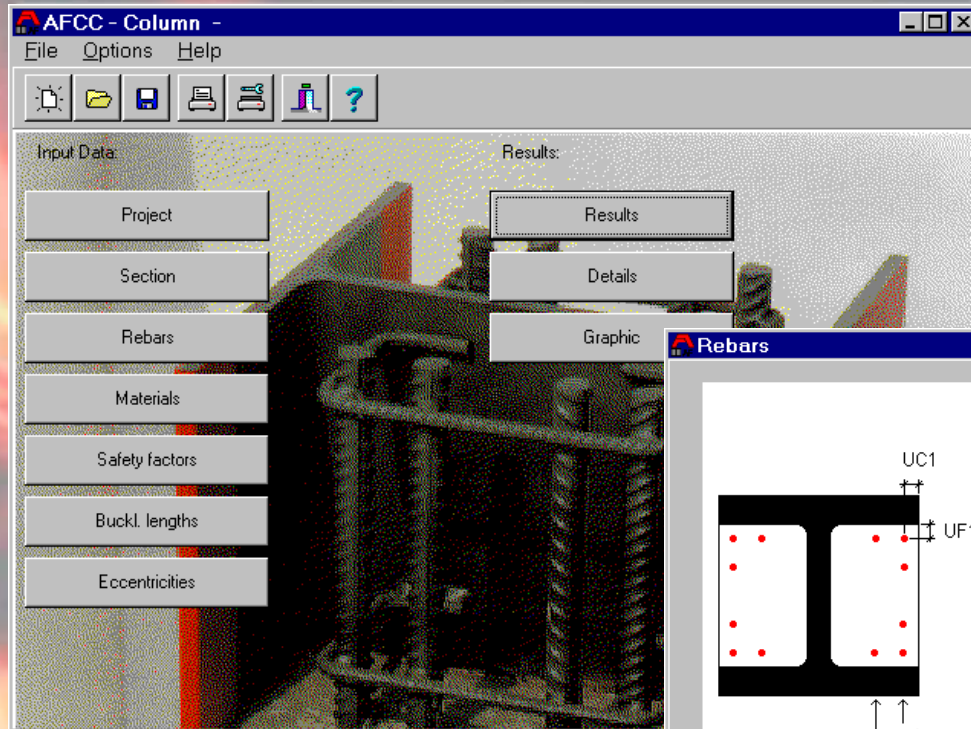 AFCC - Column -
File Options Help
Input Data:
Results:
Project
Results
Section
Details
Rebars
Graphic
Materials
Safety factors
Buckl. lengths
Eccentricities
Rebars
UC1
UF1